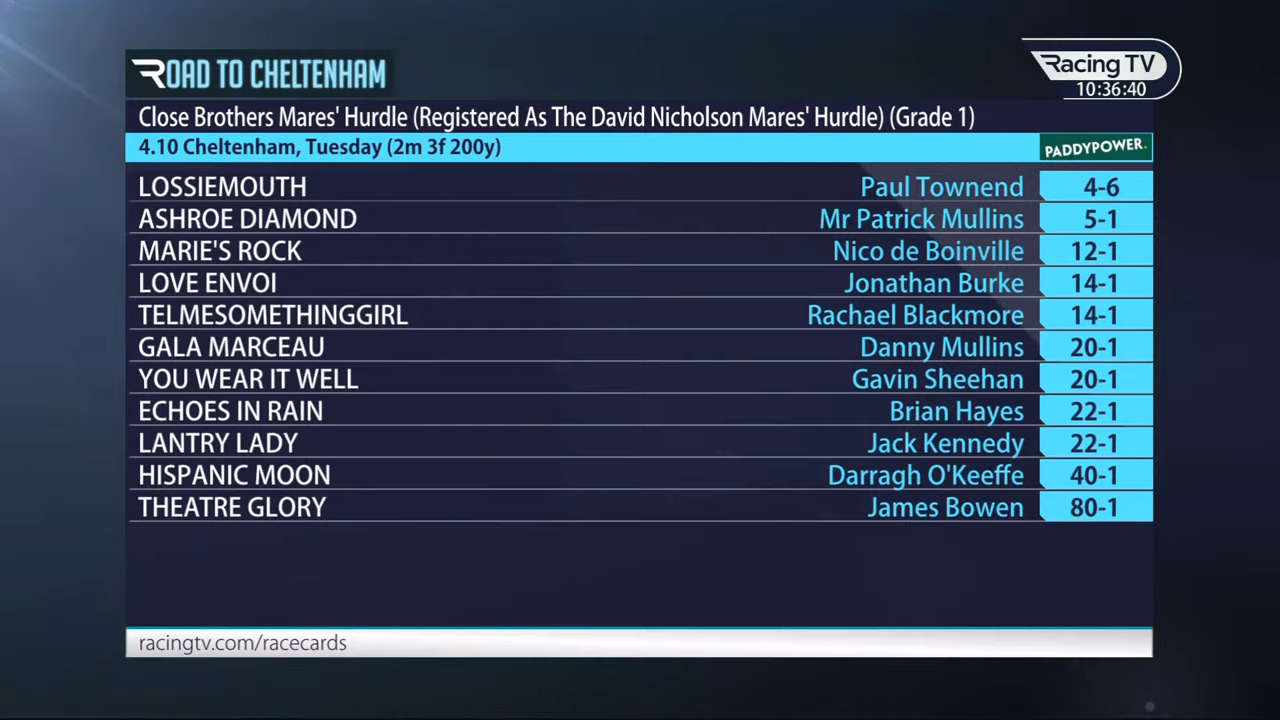 ROAD TO CHELTENHAM
Racing TV
10:36:40
Close Brothers Mares' Hurdle (Registered As The David Nicholson Mares' Hurdle) (Grade 1)
4.10 Cheltenham, Tuesday (2m 3f 200y) PADDYPOWER.
LOSSIEMOUTH Paul Townend 4-6
ASHROE DIAMOND Mr Patrick Mullins 5-1
MARIE'S ROCK Nico de Boinville 12-1
LOVE ENVOI Jonathan Burke 14-1
TELMESOMETHINGGIRL Rachael Blackmore 14-1
GALA MARCEAU Danny Mullins 20-1
YOU WEAR IT WELL Gavin Sheehan 20-1
ECHOES IN RAIN Brian Hayes 22-1
LANTRY LADY Jack Kennedy 22-1
HISPANIC MOON Darragh O'Keeffe 40-1
THEATRE GLORY James Bowen 80-1
racingtv.com/racecards